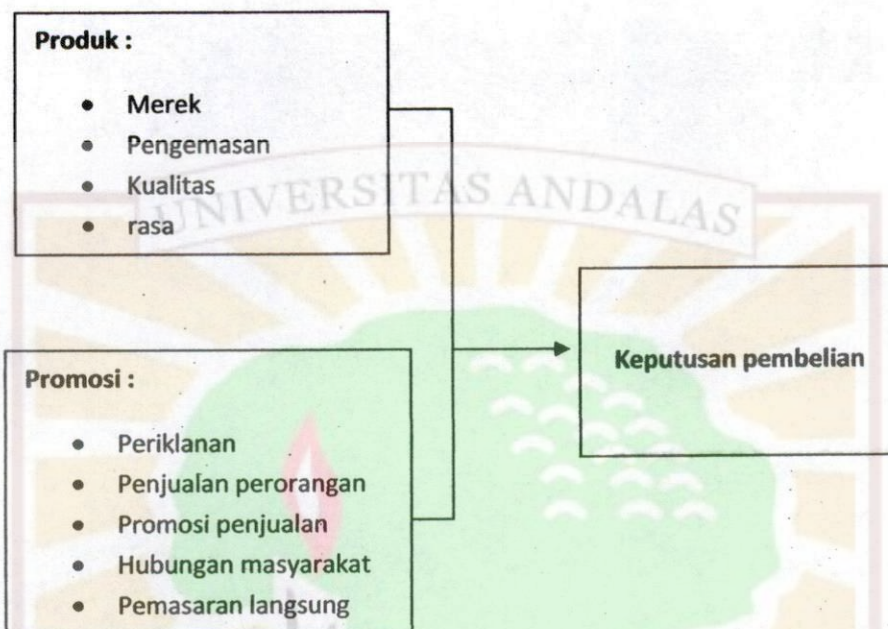 Produk :
• Merek
• Pengemasan
• Kualitas
• rasa
UNIVERSITAS ANDALAS
Promosi :
• Periklanan
• Penjualan perorangan
• Promosi penjualan
• Hubungan masyarakat
• Pemasaran langsung
Keputusan pembelian